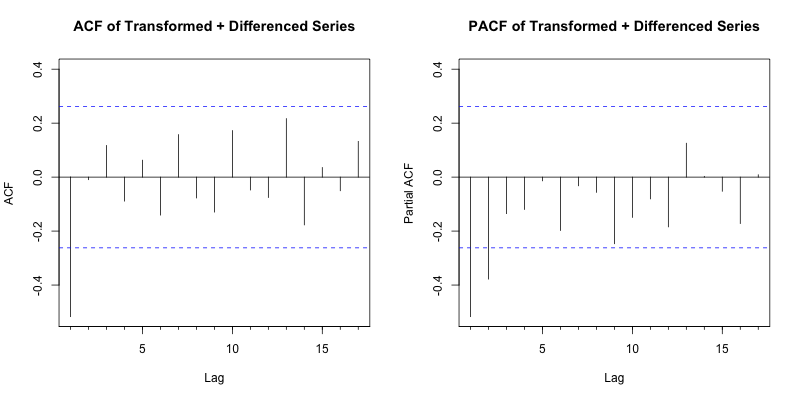 ACF of Transformed + Differenced Series
ACF
0.4
0.2
0.0
-0.2
-0.4
5
10
15
Lag
PACF of Transformed + Differenced Series
Partial ACF
0.4
0.2
0.0
-0.2
-0.4
5
10
15
Lag